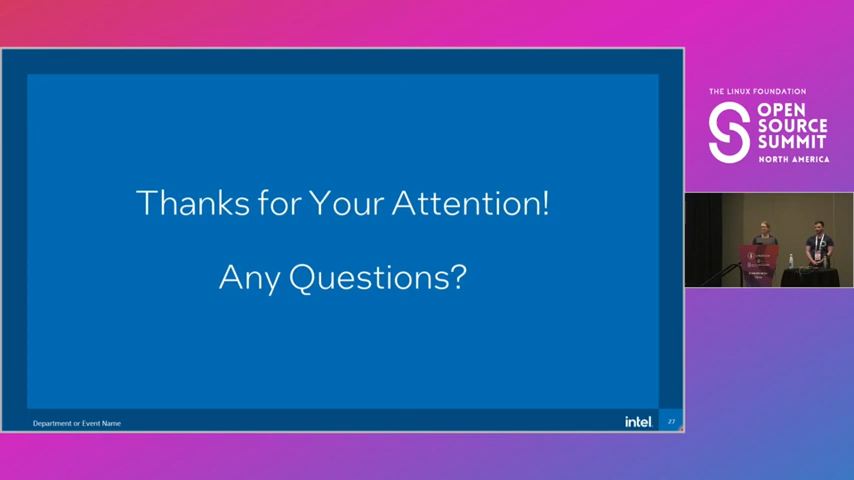 Thanks for Your Attention!
Any Questions?
Department or Event Name
intel
27
THE LINUX FOUNDATION
OPEN
SOURCE
SUMMIT
NORTH AMERICA